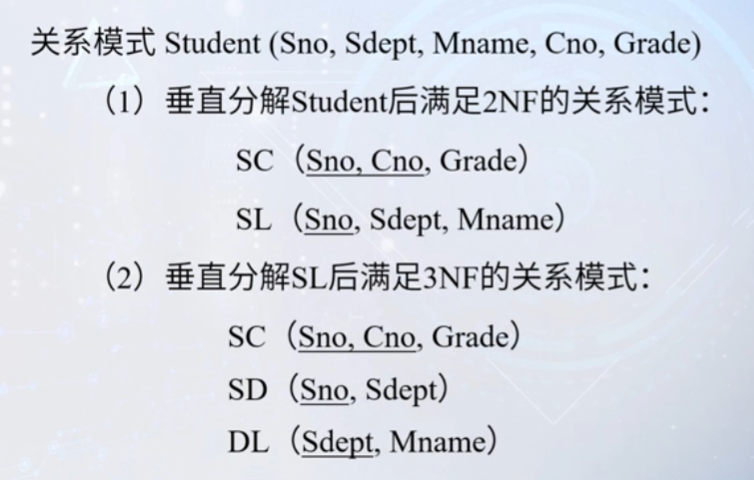 关系模式 Student (Sno, Sdept, Mname, Cno, Grade)
（1）垂直分解Student后满足2NF的关系模式：
SC（Sno, Cno, Grade）
SL（Sno, Sdept, Mname）
（2）垂直分解SL后满足3NF的关系模式：
SC（Sno, Cno, Grade）
SD（Sno, Sdept）
DL（Sdept, Mname）